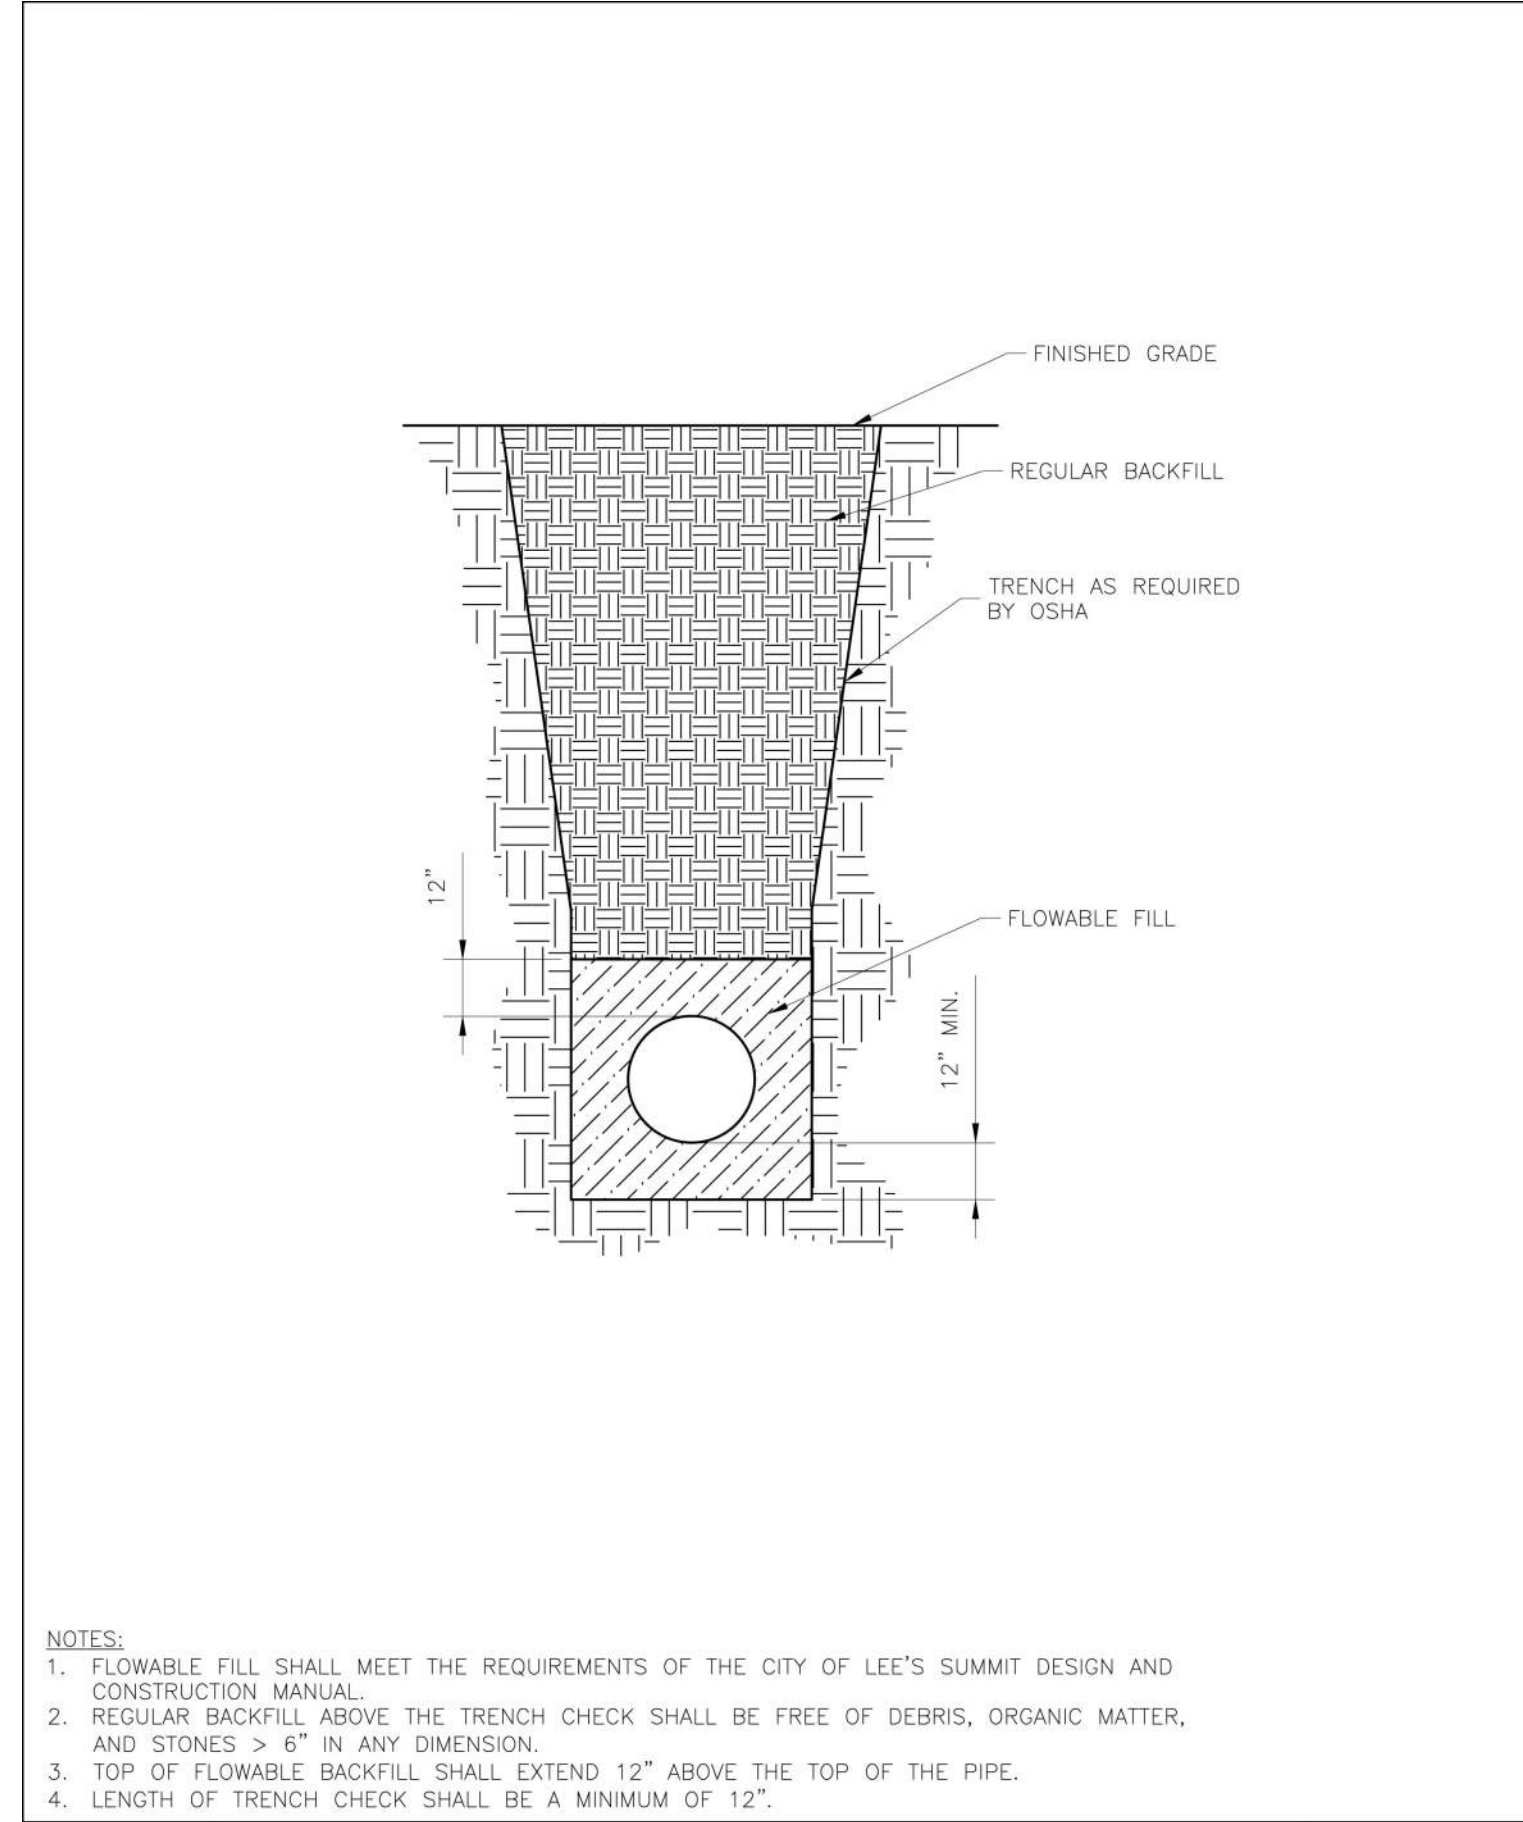 FINISHED GRADE
REGULAR BACKFILL
TRENCH AS REQUIRED
BY OSHA
12”
FLOWABLE FILL
12” MIN.
NOTES:
1. FLOWABLE FILL SHALL MEET THE REQUIREMENTS OF THE CITY OF LEE’S SUMMIT DESIGN AND
CONSTRUCTION MANUAL.
2. REGULAR BACKFILL ABOVE THE TRENCH CHECK SHALL BE FREE OF DEBRIS, ORGANIC MATTER,
AND STONES > 6” IN ANY DIMENSION.
3. TOP OF FLOWABLE BACKFILL SHALL EXTEND 12” ABOVE THE TOP OF THE PIPE.
4. LENGTH OF TRENCH CHECK SHALL BE A MINIMUM OF 12”.